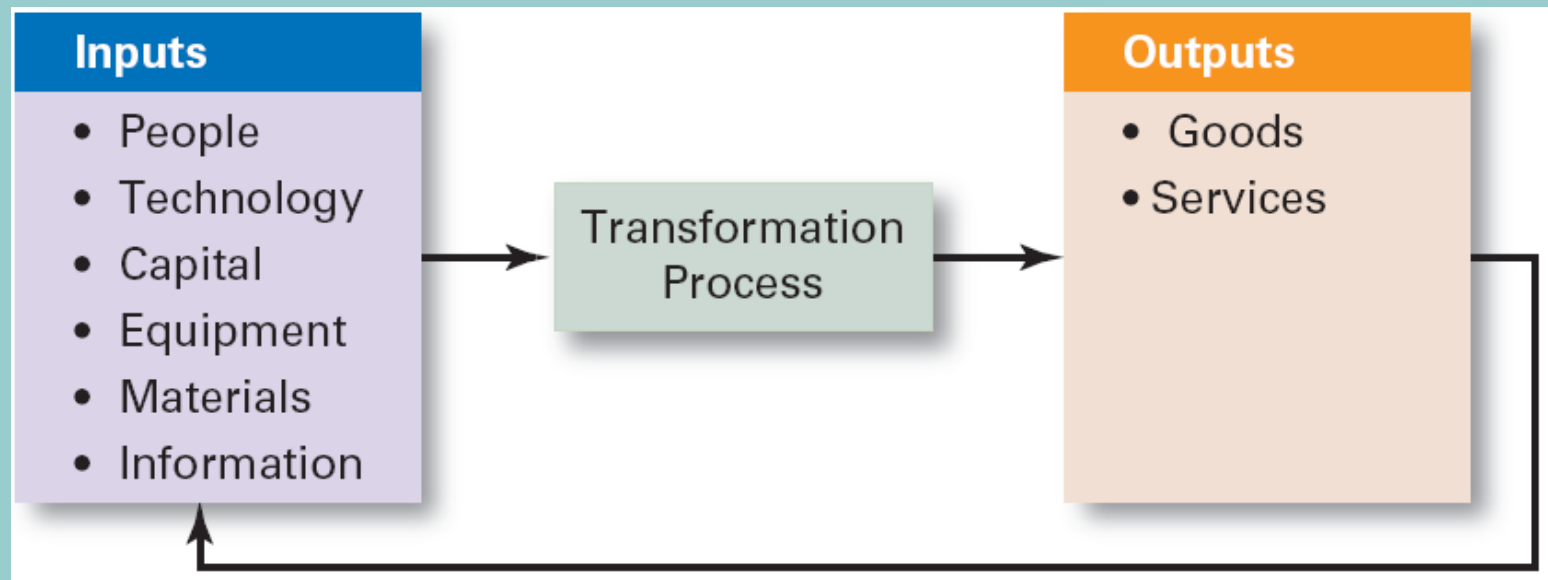 Inputs
• People
• Technology
• Capital
• Equipment
• Materials
• Information
Transformation
Process
Outputs
• Goods
• Services